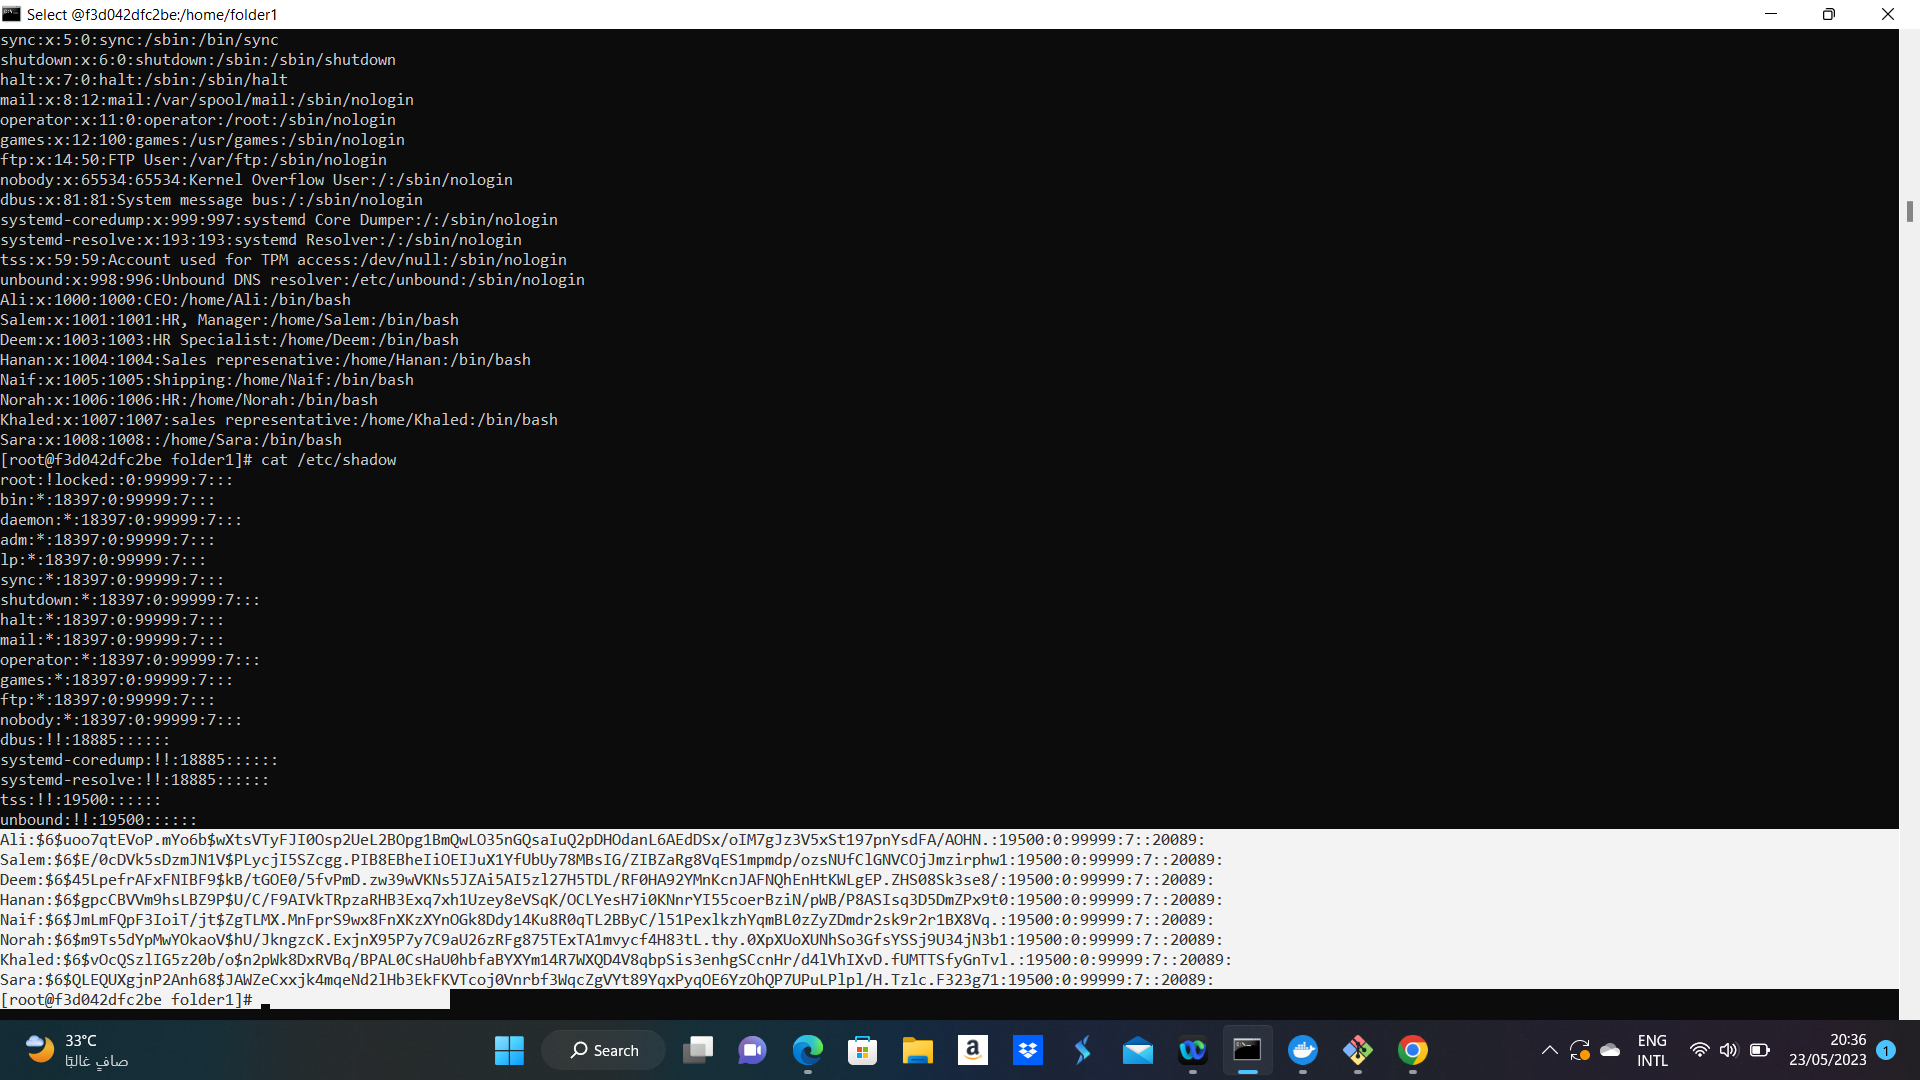 Select @f3d042dfc2be:/home/folder1
sync:x:5:0:sync:/sbin:/bin/sync
shutdown:x:6:0:shutdown:/sbin:/sbin/shutdown
halt:x:7:0:halt:/sbin:/sbin/halt
mail:x:8:12:mail:/var/spool/mail:/sbin/nologin
operator:x:11:0:operator:/root:/sbin/nologin
games:x:12:100:games:/usr/games:/sbin/nologin
ftp:x:14:50:FTP User:/var/ftp:/sbin/nologin
nobody:x:65534:65534:Kernel Overflow User:/:/sbin/nologin
dbus:x:81:81:System message bus:/:/sbin/nologin
systemd-coredump:x:999:997:systemd Core Dumper:/:/sbin/nologin
systemd-resolve:x:193:193:systemd Resolver:/:/sbin/nologin
tss:x:59:59:Account used for TPM access:/dev/null:/sbin/nologin
unbound:x:998:996:Unbound DNS resolver:/etc/unbound:/sbin/nologin
Ali:x:1000:1000:CEO:/home/Ali:/bin/bash
Salem:x:1001:1001:HR, Manager:/home/Salem:/bin/bash
Deem:x:1003:1003:HR Specialist:/home/Deem:/bin/bash
Hanan:x:1004:1004:Sales represenative:/home/Hanan:/bin/bash
Naif:x:1005:1005:Shipping:/home/Naif:/bin/bash
Norah:x:1006:1006:HR:/home/Norah:/bin/bash
Khaled:x:1007:1007:sales representative:/home/Khaled:/bin/bash
Sara:x:1008:1008::/home/Sara:/bin/bash
[root@f3d042dfc2be folder1]# cat /etc/shadow
root:!locked::0:99999:7:::
bin:*:18397:0:99999:7:::
daemon:*:18397:0:99999:7:::
adm:*:18397:0:99999:7:::
lp:*:18397:0:99999:7:::
sync:*:18397:0:99999:7:::
shutdown:*:18397:0:99999:7:::
halt:*:18397:0:99999:7:::
mail:*:18397:0:99999:7:::
operator:*:18397:0:99999:7:::
games:*:18397:0:99999:7:::
ftp:*:18397:0:99999:7:::
nobody:*:18397:0:99999:7:::
dbus:!!:18885::::::
systemd-coredump:!!:18885::::::
systemd-resolve:!!:18885::::::
tss:!!:19500::::::
unbound:!!:19500::::::
Ali:$6$uoo7qtEVoP.mYo6b$wXtsVTyFJI0Osp2UeL2BOpg1BmQwLO35nGQsaIuQ2pDHOdanL6AEdDSx/oIM7gJz3V5xSt197pnYsdFA/AOHN.:19500:0:99999:7::20089:
Salem:$6$E/0cDVk5sDzmJN1V$PLycjI5SZcgg.PIB8EBheIiOEIJuX1YfUbUy78MBsIG/ZIBZaRg8VqES1mpmdp/ozsNUfClGNVCOjJmzirphw1:19500:0:99999:7::20089:
Deem:$6$45LpefrAFxFNIBF9$kB/tGOE0/5fvPmD.zw39wVKNs5JZAi5AI5zl27H5TDL/RF0HA92YMnKcnJAFNQhEnHtKWLgEP.ZHS08Sk3se8/:19500:0:99999:7::20089:
Hanan:$6$gpcCBVVm9hsLBZ9P$U/C/F9AIVkTRpzaRHB3Exq7xh1Uzey8eVSqK/OCLYesH7i0KNnrYI55coerBziN/pWB/P8ASIsq3D5DmZPx9t0:19500:0:99999:7::20089:
Naif:$6$JmLmFQpF3IoiT/jt$ZgTLMX.MnFprS9wx8FnXKzXYnOGk8Ddy14Ku8R0qTL2BByC/l51PexlkzhYqmBL0zZyZDmdr2sk9r2r1BX8Vq.:19500:0:99999:7::20089:
Norah:$6$m9Ts5dYpMwYOkaoV$hU/JkngzcK.ExjnX95P7y7C9aU26zRFg875TExTA1mvycf4H83tL.thy.0XpXUoXUNhSo3GfsYSSj9U34jN3b1:19500:0:99999:7::20089:
Khaled:$6$vOcQSzlIG5z20b/o$n2pWk8DxRVBq/BPAL0CsHaU0hbfaBYXYm14R7WXQD4V8qbpSis3enhgSCcnHr/d4lVhIXvD.fUMTTSfyGnTvl.:19500:0:99999:7::20089:
Sara:$6$QLEQUXgjnP2Anh68$JAWZeCxxjk4mqeNd2lHb3EkFKVTcoj0Vnrbf3WqcZgVYt89YqxPyqOE6YzOhQP7UPuLPlpl/H.Tzlc.F323g71:19500:0:99999:7::20089:
[root@f3d042dfc2be folder1]#
33°C
صافٍ غالبًا
Search
ENG
INTL
20:36
23/05/2023
1